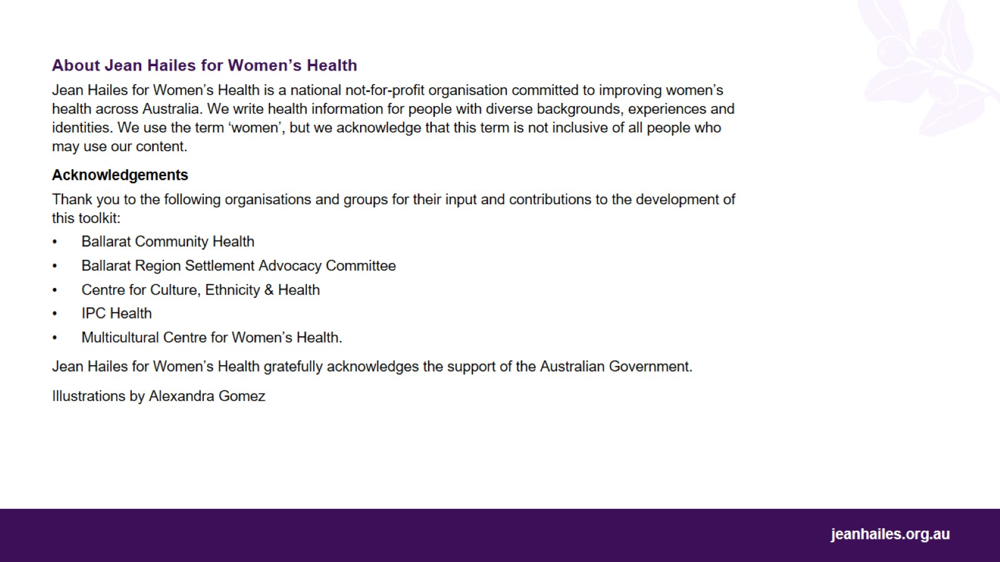 About Jean Hailes for Women’s Health
Jean Hailes for Women’s Health is a national not-for-profit organisation committed to improving women’s
health across Australia. We write health information for people with diverse backgrounds, experiences and
identities. We use the term ‘women’, but we acknowledge that this term is not inclusive of all people who
may use our content.
Acknowledgements
Thank you to the following organisations and groups for their input and contributions to the development of
this toolkit:
• Ballarat Community Health
• Ballarat Region Settlement Advocacy Committee
• Centre for Culture, Ethnicity & Health
• IPC Health
• Multicultural Centre for Women’s Health.
Jean Hailes for Women’s Health gratefully acknowledges the support of the Australian Government.
Illustrations by Alexandra Gomez
jeanhailes.org.au